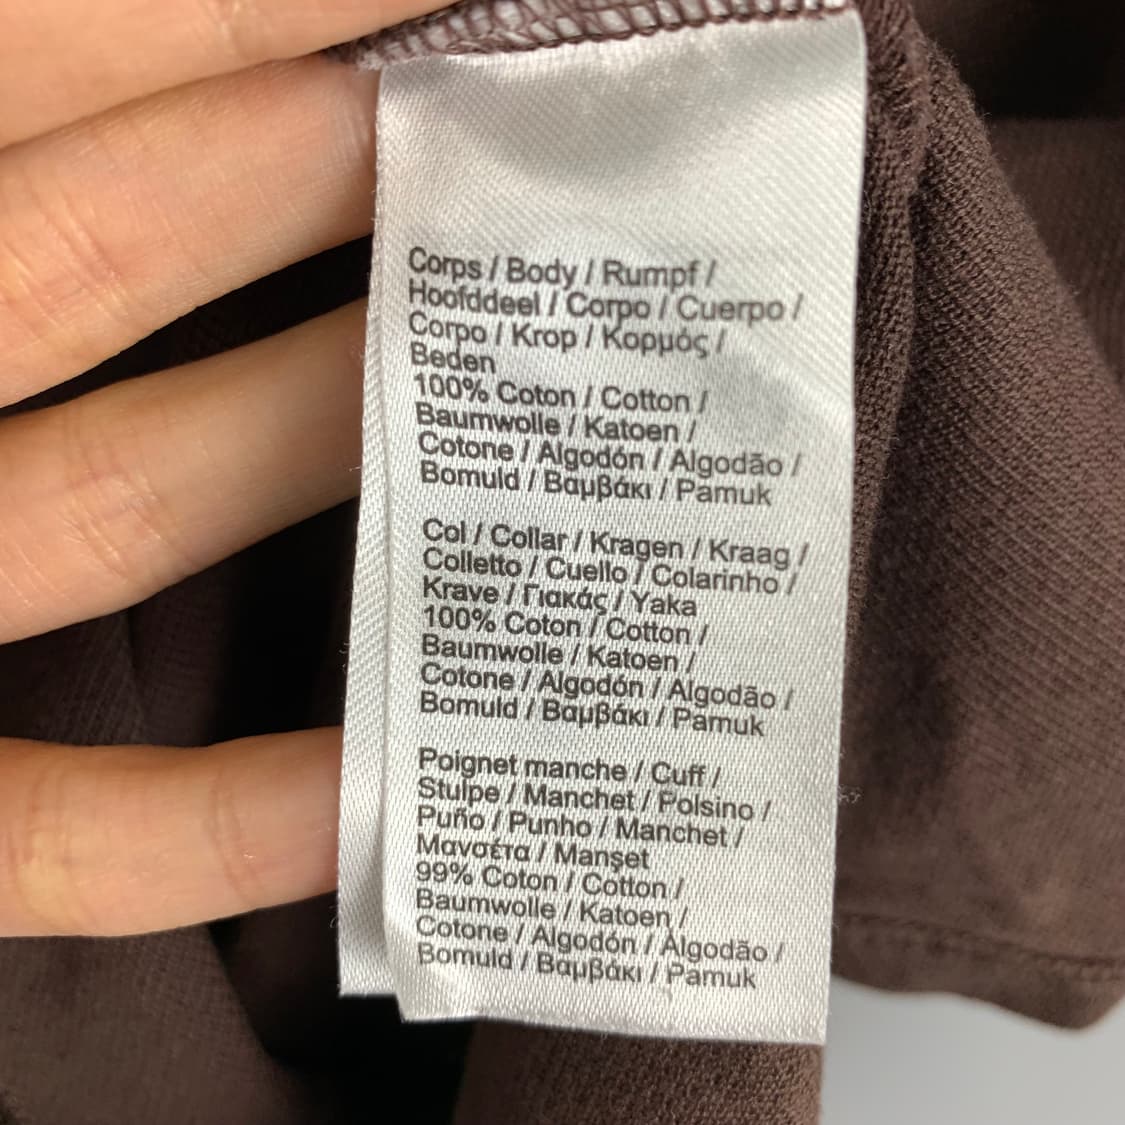 Corps / Body / Rumpf /
Hoofddeel / Corpo / Cuerpo /
Corpo / Krop / Κορμός /
Beden
100% Coton / Cotton /
Baumwolle / Katoen /
Cotone / Algodón / Algodão /
Bomuld / Βαμβάκι / Pamuk
Col / Collar / Kragen / Kraag /
Colletto / Cuello / Colarinho /
Krave / Γιακάς / Yaka
100% Coton / Cotton /
Baumwolle / Katoen /
Cotone / Algodón / Algodão /
Bomuld / Βαμβάκι / Pamuk
Poignet manche / Cuff /
Stulpe / Manchet / Polsino /
Puño / Punho / Manchet /
Μανσέτα / Manşet
99% Coton / Cotton /
Baumwolle / Katoen /
Cotone / Algodón / Algodão /
Bomuld / Βαμβάκι / Pamuk